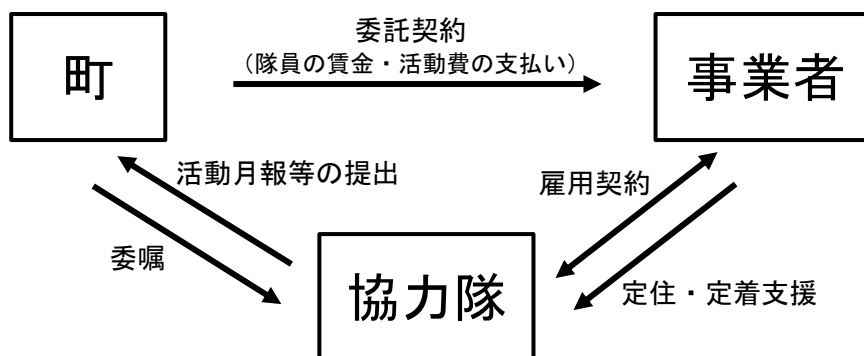 委託契約
（隊員の賃金・活動費の支払い）
町
事業者
活動月報等の提出
雇用契約
委嘱
協力隊
定住・定着支援